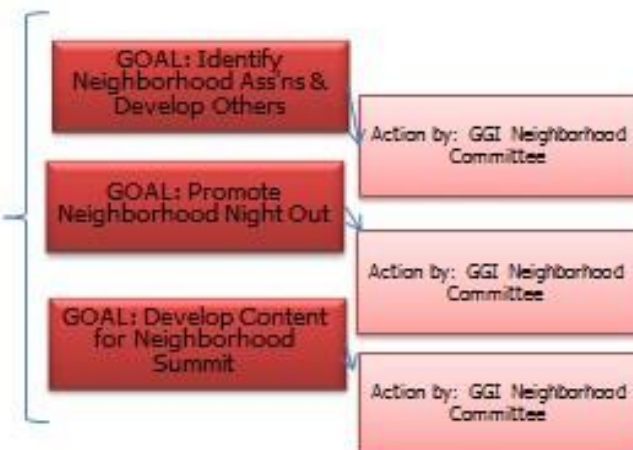 GOAL: Identify
Neighborhood Ass'ns &
Develop Others
Action by: GGI Neighborhood
Committee
GOAL: Promote
Neighborhood Night Out
Action by: GGI Neighborhood
Committee
GOAL: Develop Content
for Neighborhood
Summit
Action by: GGI Neighborhood
Committee